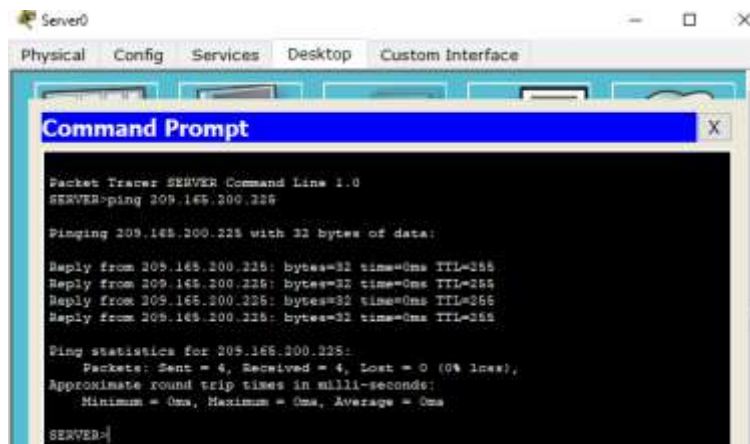 Server0
Physical Config Services Desktop Custom Interface
Command Prompt
X
Packet Tracer SERVER Command Line 1.0
SERVER>ping 209.165.200.225
Pinging 209.165.200.225 with 32 bytes of data:
Reply from 209.165.200.225: bytes=32 time=0ms TTL=255
Reply from 209.165.200.225: bytes=32 time=0ms TTL=255
Reply from 209.165.200.225: bytes=32 time=0ms TTL=255
Reply from 209.165.200.225: bytes=32 time=0ms TTL=255
Ping statistics for 209.165.200.225:
Packets: Sent = 4, Received = 4, Lost = 0 (0% loss),
Approximate round trip times in milli-seconds:
Minimum = 0ms, Maximum = 0ms, Average = 0ms
SERVER>